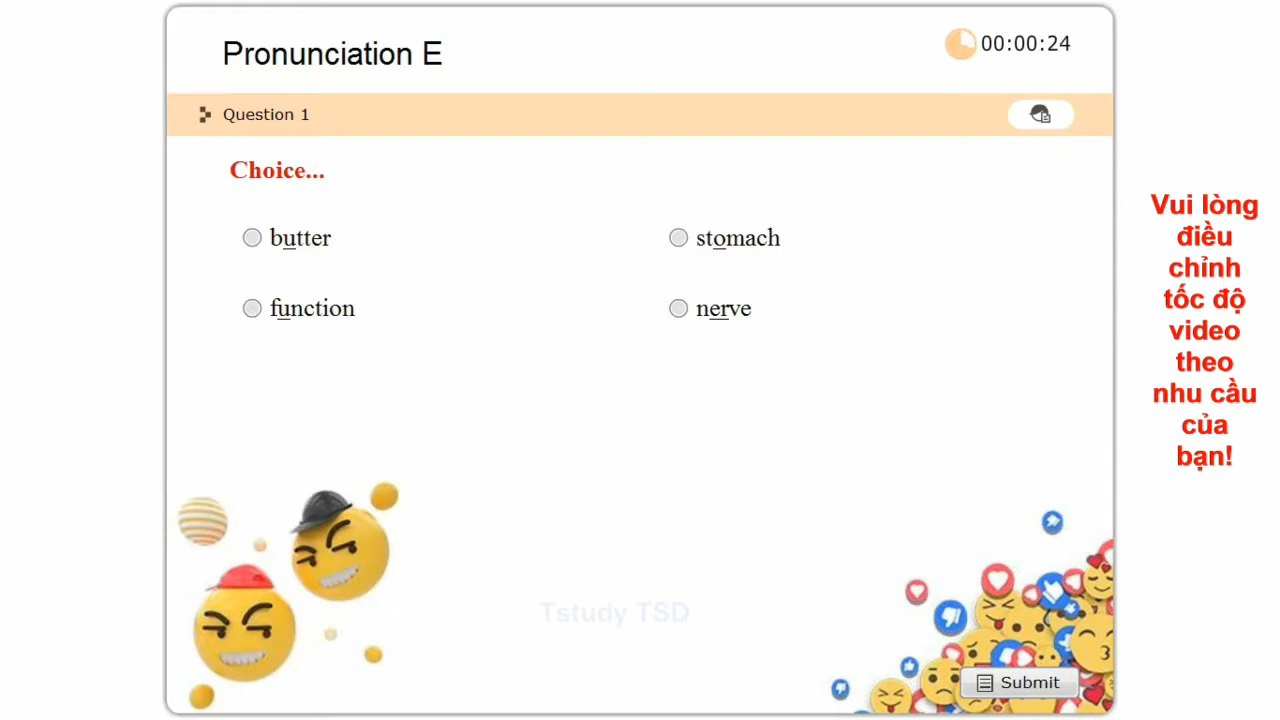 Pronunciation E
00:00:24
Question 1
Choice...
butter
stomach
function
nerve
Tstudy TSD
Submit
Vui lòng
điều
chỉnh
tốc độ
video
theo
nhu cầu
của
bạn!